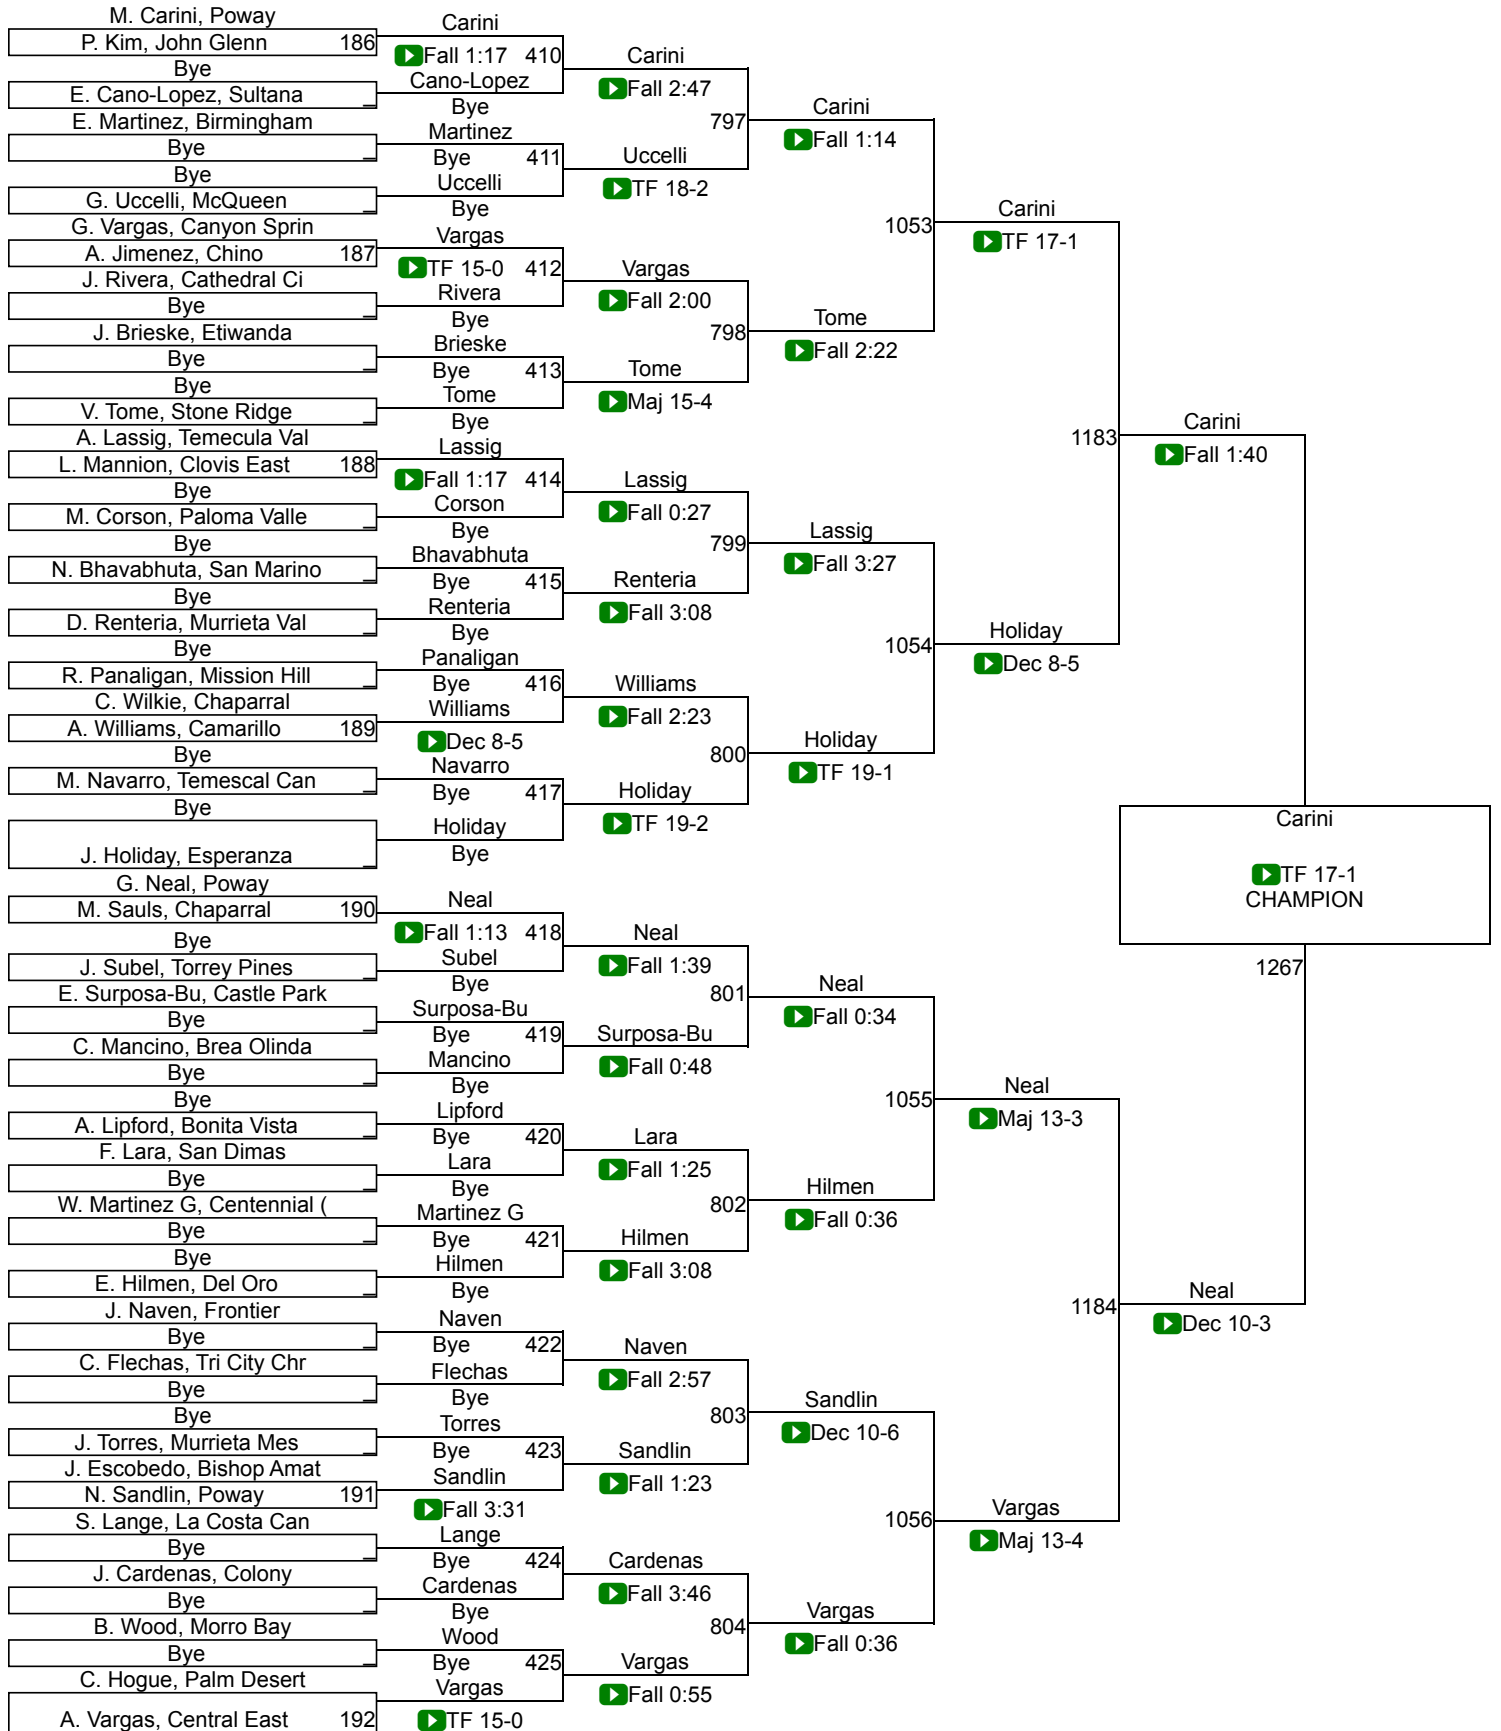 M. Carini, Poway
P. Kim, John Glenn 186
Bye
E. Cano-Lopez, Sultana _
E. Martinez, Birmingham
Bye _
Bye
G. Uccelli, McQueen _
G. Vargas, Canyon Sprin
A. Jimenez, Chino 187
J. Rivera, Cathedral Ci
Bye _
J. Brieske, Etiwanda
Bye _
Bye
V. Tome, Stone Ridge _
A. Lassig, Temecula Val
L. Mannion, Clovis East 188
Bye
M. Corson, Paloma Valle _
Bye
N. Bhavabhuta, San Marino _
Bye
D. Renteria, Murrieta Val _
Bye
R. Panaligan, Mission Hill _
C. Wilkie, Chaparral
A. Williams, Camarillo 189
Bye
M. Navarro, Temescal Can _
Bye
J. Holiday, Esperanza _
G. Neal, Poway
M. Sauls, Chaparral 190
Bye
J. Subel, Torrey Pines _
E. Surposa-Bu, Castle Park
Bye _
C. Mancino, Brea Olinda
Bye _
Bye
A. Lipford, Bonita Vista _
F. Lara, San Dimas
Bye _
W. Martinez G, Centennial (
Bye _
Bye
E. Hilmen, Del Oro _
J. Naven, Frontier
Bye _
C. Flechas, Tri City Chr
Bye _
Bye
J. Torres, Murrieta Mes _
J. Escobedo, Bishop Amat
N. Sandlin, Poway 191
S. Lange, La Costa Can
Bye _
J. Cardenas, Colony
Bye _
B. Wood, Morro Bay
Bye _
C. Hogue, Palm Desert
A. Vargas, Central East 192
Carini
Fall 1:17 410
Cano-Lopez
Bye
Martinez
Bye 411
Uccelli
Bye
Vargas
TF 15-0 412
Rivera
Bye
Brieske
Bye 413
Tome
Bye
Lassig
Fall 1:17 414
Corson
Bye
Bhavabhuta
Bye 415
Renteria
Bye
Panaligan
Bye 416
Williams
Dec 8-5
Navarro
Bye 417
Holiday
Bye
Neal
Fall 1:13 418
Subel
Bye
Surposa-Bu
Bye 419
Mancino
Bye
Lipford
Bye 420
Lara
Bye
Martinez G
Bye 421
Hilmen
Bye
Naven
Bye 422
Flechas
Bye
Torres
Bye 423
Sandlin
Fall 3:31
Lange
Bye 424
Cardenas
Bye
Wood
Bye 425
Vargas
TF 15-0
Carini
Fall 2:47
797
Uccelli
TF 18-2
Vargas
Fall 2:00
798
Tome
Maj 15-4
Lassig
Fall 0:27
799
Renteria
Fall 3:08
Williams
Fall 2:23
800
Holiday
TF 19-2
Neal
Fall 1:39
801
Surposa-Bu
Fall 0:48
Lara
Fall 1:25
802
Hilmen
Fall 3:08
Naven
Fall 2:57
803
Sandlin
Fall 1:23
Cardenas
Fall 3:46
804
Vargas
Fall 0:55
Carini
Fall 1:14
1053
Tome
Fall 2:22
Lassig
Fall 3:27
1054
Holiday
TF 19-1
Neal
Fall 0:34
1055
Hilmen
Fall 0:36
Sandlin
Dec 10-6
1056
Vargas
Fall 0:36
Carini
TF 17-1
1183
Holiday
Dec 8-5
Neal
Maj 13-3
1184
Vargas
Maj 13-4
Carini
Fall 1:40
1267
Neal
Dec 10-3
Carini
TF 17-1
CHAMPION